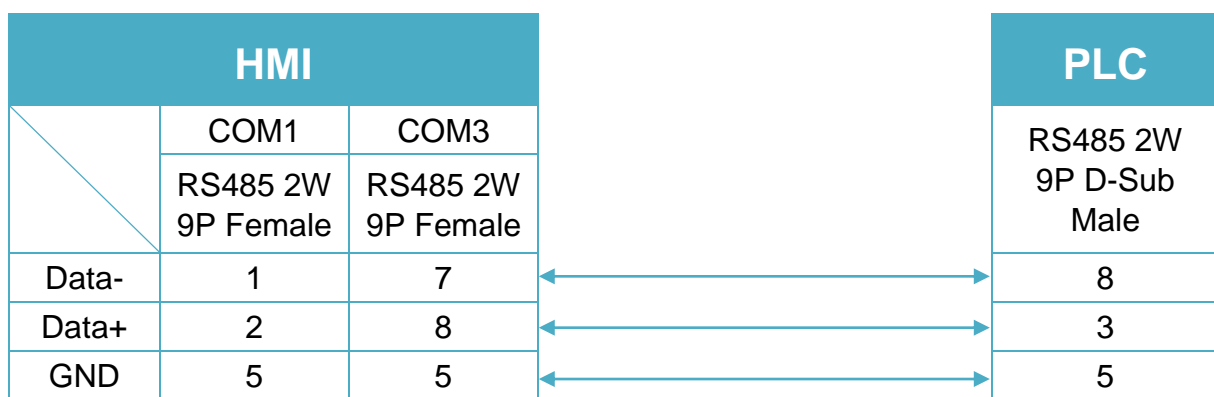 HMI PLC
COM1 COM3
RS485 2W RS485 2W RS485 2W
9P Female 9P Female 9P D-Sub
Male
Data- 1 7 8
Data+ 2 8 3
GND 5 5 5